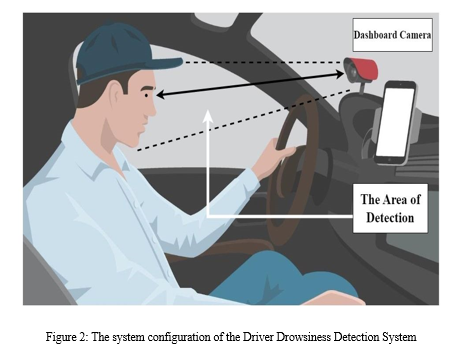 Dashboard Camera
The Area of
Detection
Figure 2: The system configuration of the Driver Drowsiness Detection System